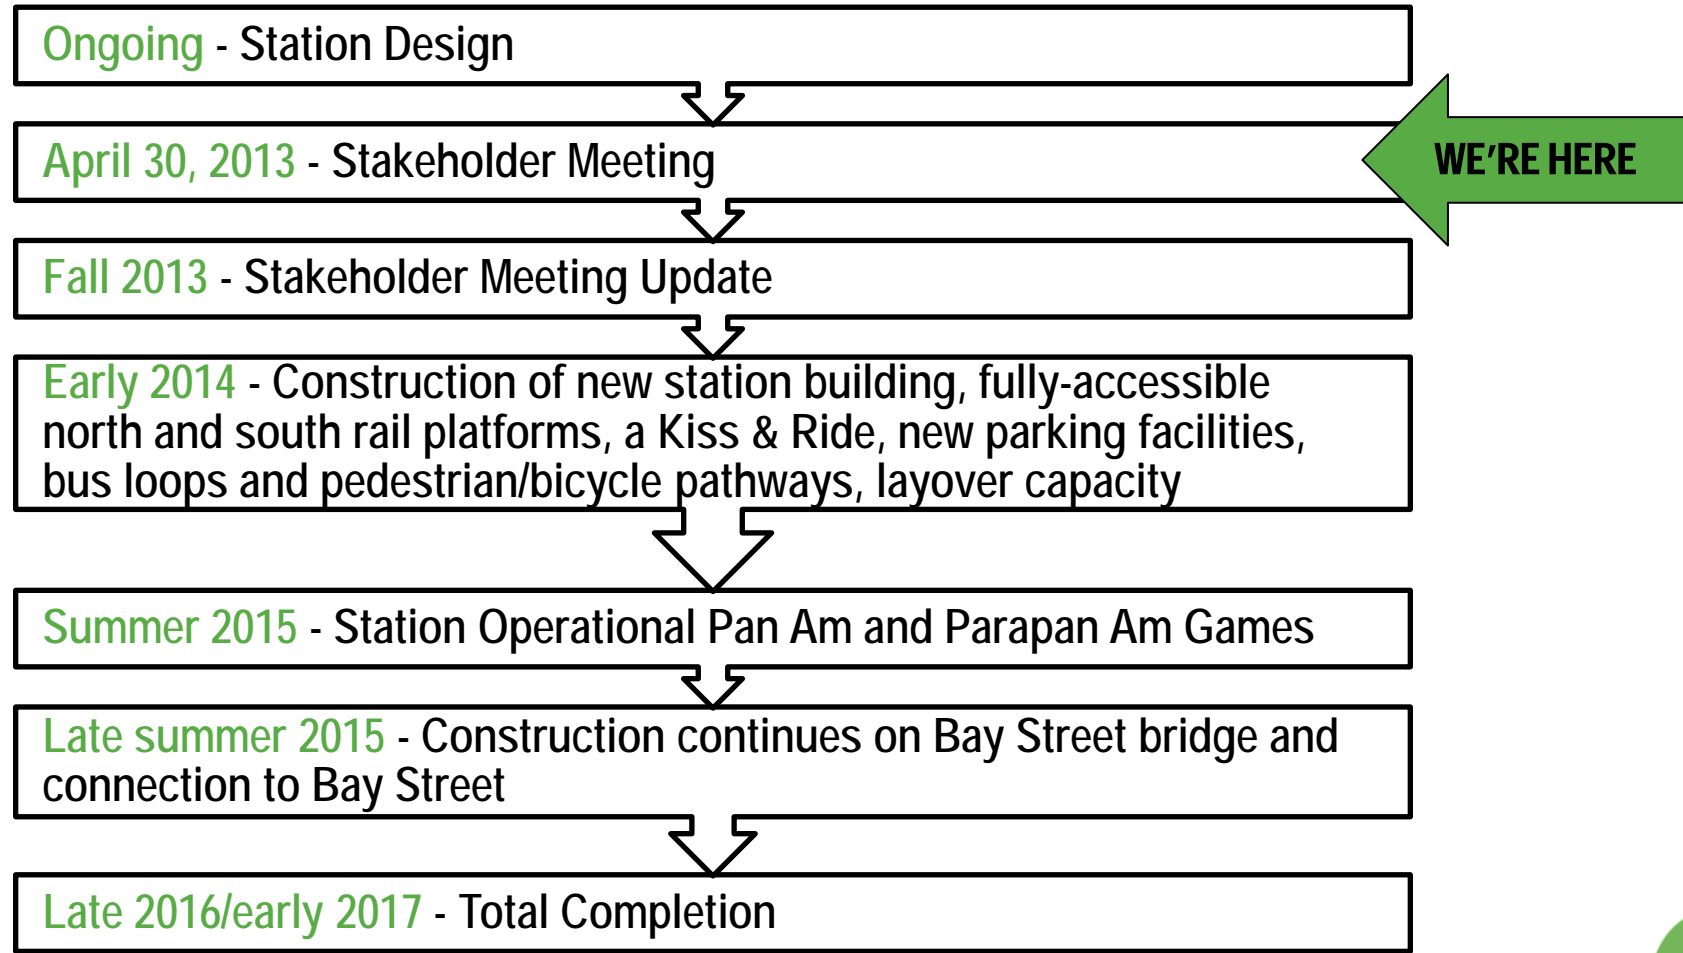 Ongoing - Station Design
April 30, 2013 - Stakeholder Meeting
WE'RE HERE
Fall 2013 - Stakeholder Meeting Update
Early 2014 - Construction of new station building, fully-accessible
north and south rail platforms, a Kiss & Ride, new parking facilities,
bus loops and pedestrian/bicycle pathways, layover capacity
Summer 2015 - Station Operational Pan Am and Parapan Am Games
Late summer 2015 - Construction continues on Bay Street bridge and
connection to Bay Street
Late 2016/early 2017 - Total Completion